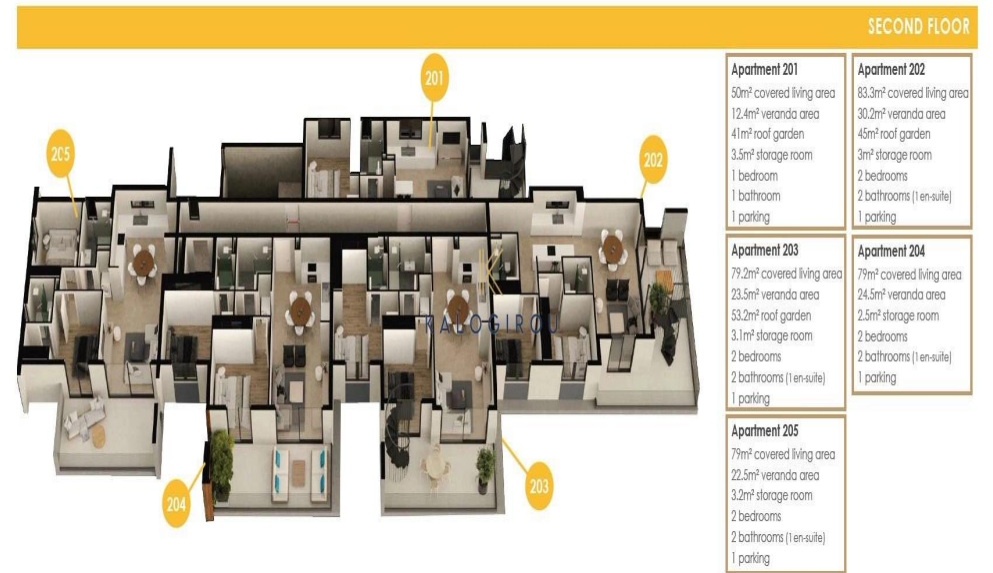 SECOND FLOOR
201
205
202
204
203
KALOGIROU
Apartment 201
50m² covered living area
12.4m² veranda area
41m² roof garden
3.5m² storage room
1 bedroom
1 bathroom
1 parking
Apartment 202
83.3m² covered living area
30.2m² veranda area
45m² roof garden
3m² storage room
2 bedrooms
2 bathrooms (1 en-suite)
1 parking
Apartment 203
79.2m² covered living area
23.5m² veranda area
53.2m² roof garden
3.1m² storage room
2 bedrooms
2 bathrooms (1 en-suite)
1 parking
Apartment 204
79m² covered living area
24.5m² veranda area
2.5m² storage room
2 bedrooms
2 bathrooms (1 en-suite)
1 parking
Apartment 205
79m² covered living area
22.5m² veranda area
3.2m² storage room
2 bedrooms
2 bathrooms (1 en-suite)
1 parking